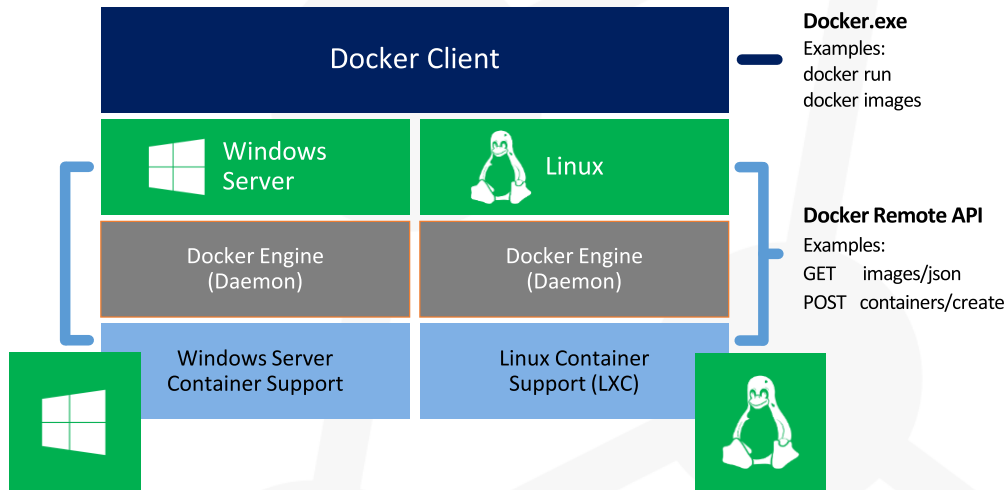 Docker Client
Docker.exe
Examples:
docker run
docker images
Windows
Server
Linux
Docker Engine
(Daemon)
Docker Engine
(Daemon)
Docker Remote API
Examples:
GET images/json
POST containers/create
Windows Server
Container Support
Linux Container
Support (LXC)